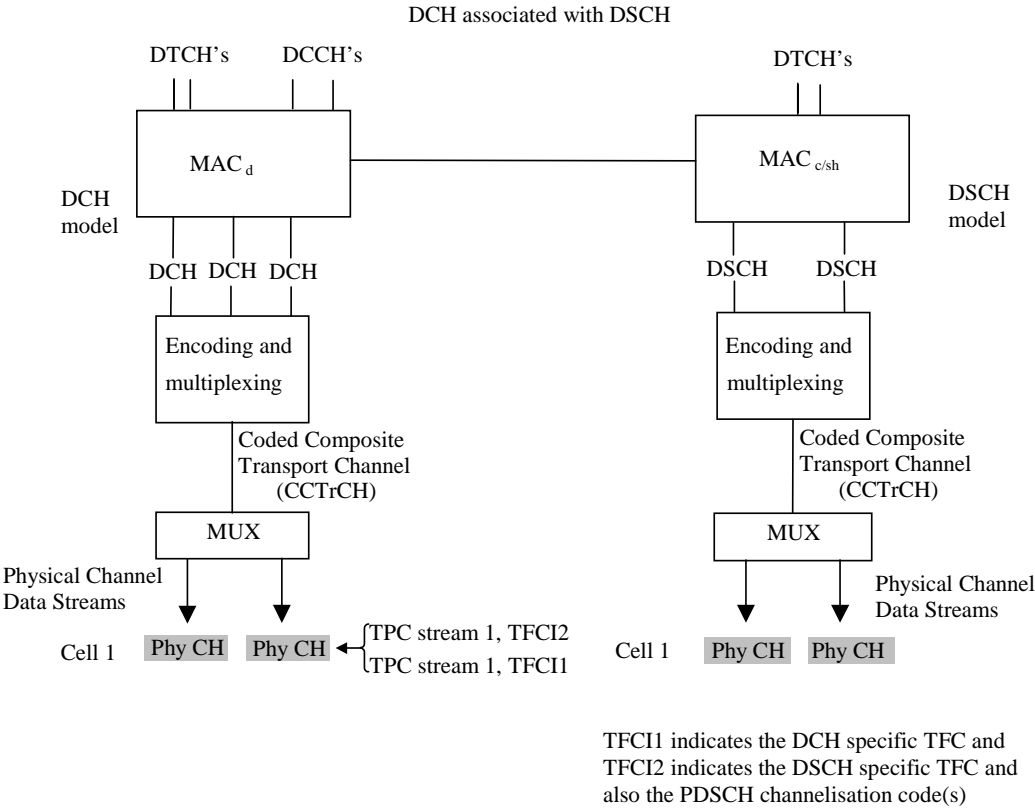 DCH associated with DSCH
DTCH's DCCH's
DTCH's
MAC d
MAC c/sh
DCH
model
DSCH
model
DCH DCH DCH
DSCH DSCH
Encoding and
multiplexing
Encoding and
multiplexing
Coded Composite
Transport Channel
(CCTrCH)
Coded Composite
Transport Channel
(CCTrCH)
MUX
MUX
Physical Channel
Data Streams
Physical Channel
Data Streams
Cell 1 Phy CH Phy CH
TPC stream 1, TFCI2
TPC stream 1, TFCI1
Cell 1 Phy CH Phy CH
TFCI1 indicates the DCH specific TFC and
TFCI2 indicates the DSCH specific TFC and
also the PDSCH channelisation code(s)